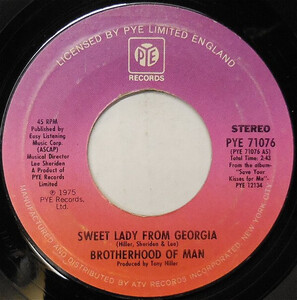 LICENSED BY PYE LIMITED ENGLAND
PYE
RECORDS
45 RPM
Published by
Easy Listening
Music Corp.
(ASCAP)
Musical Director
Lee Sheriden
A Recording of
PYE Records
Limited
℗ 1975
PYE Records,
Ltd.
STEREO
PYE 71076
(PYE 71076 AS)
Total Time: 2:43
From the album-
"Save Your
Kisses for Me"-
PYE 12134
SWEET LADY FROM GEORGIA
(Hiller, Sheriden & Lee)
BROTHERHOOD OF MAN
Produced by Tony Hiller
MANUFACTURED AND DISTRIBUTED BY ATV RECORDS INCORPORATED, NEW YORK, N.Y.